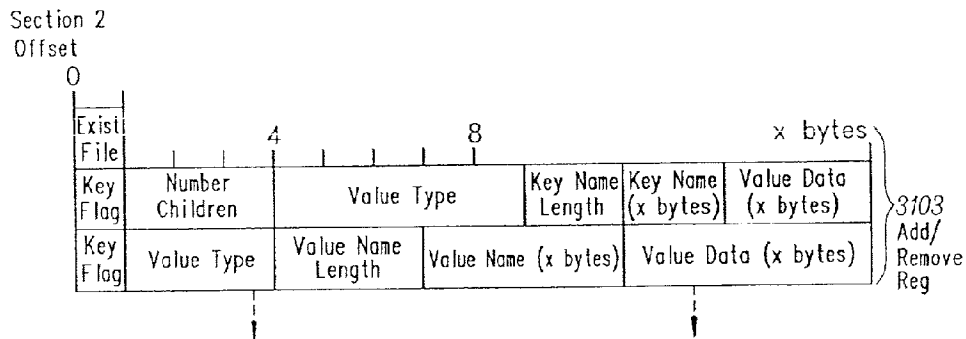 Section 2
Offset
0
Exist
File
4
8
x bytes
Key
Flag
Number
Children
Value Type
Key Name
Length
Key Name
(x bytes)
Value Data
(x bytes)
Key
Flag
Value Type
Value Name
Length
Value Name (x bytes)
Value Data (x bytes)
3103
Add/
Remove
Reg